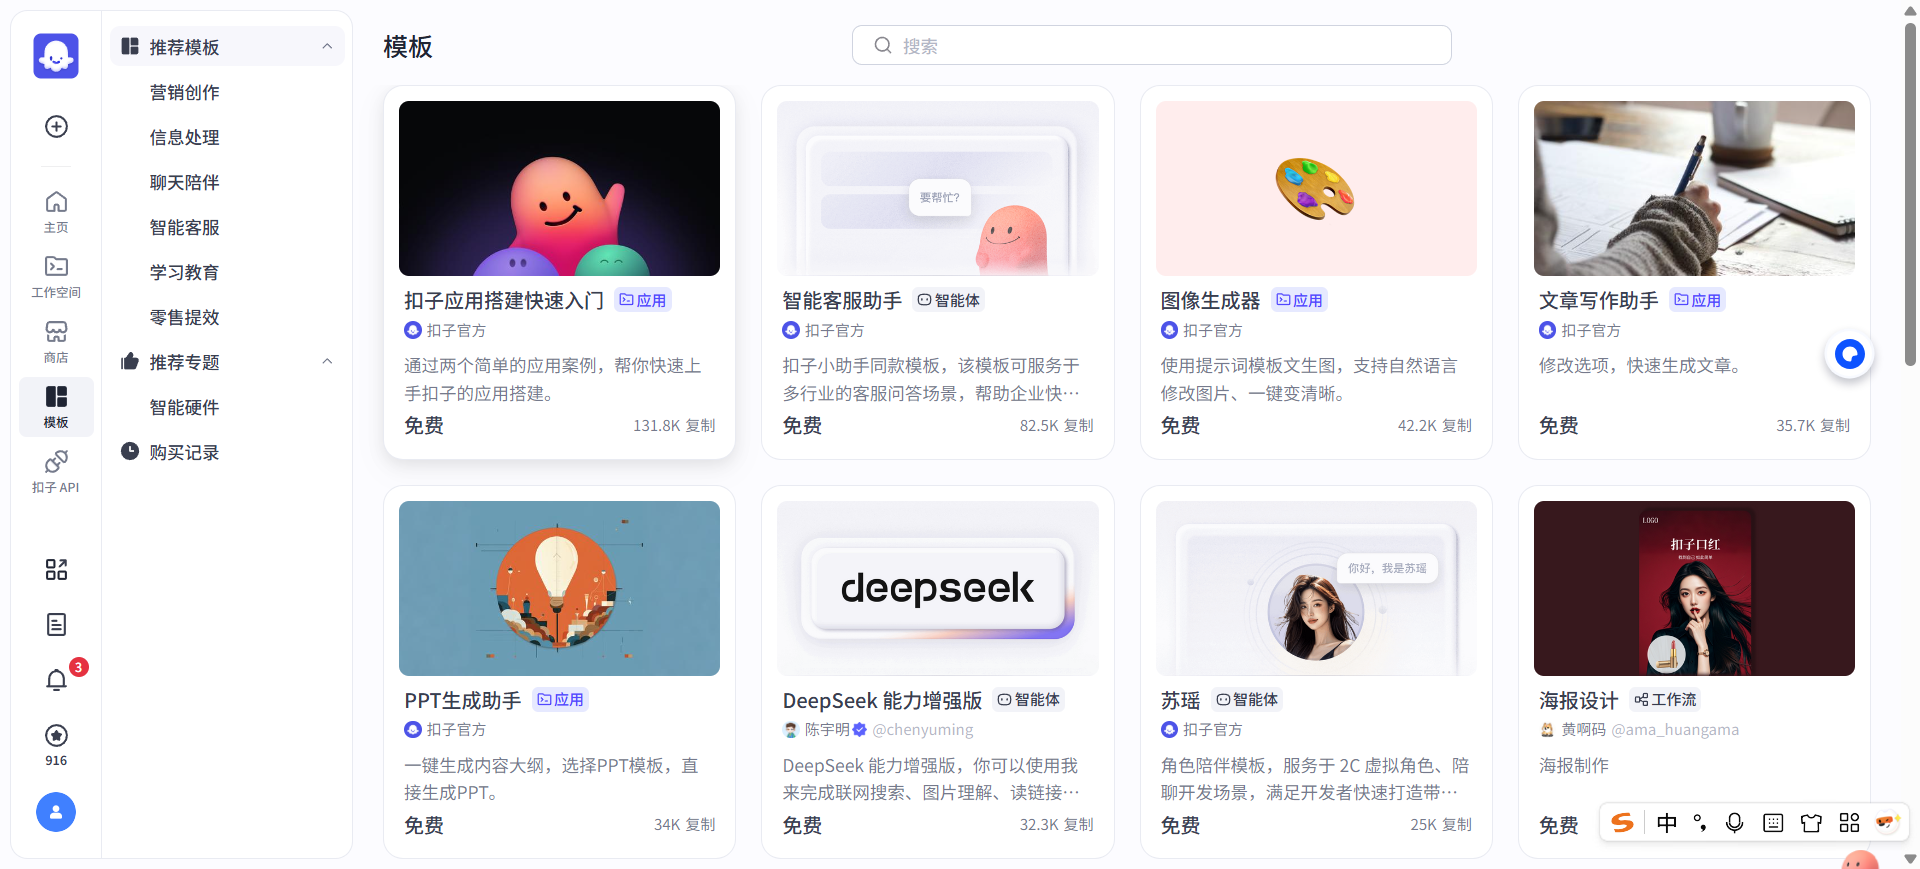 主页
工作空间
商店
模板
扣子 API
3
916
推荐模板
营销创作
信息处理
聊天陪伴
智能客服
学习教育
零售提效
推荐专题
智能硬件
购买记录
模板
搜索
扣子应用搭建快速入门 应用
扣子官方
通过两个简单的应用案例，帮你快速上
手扣子的应用搭建。
免费 131.8K 复制
要帮忙?
智能客服助手 智能体
扣子官方
扣子小助手同款模板，该模板可服务于
多行业的客服问答场景，帮助企业快…
免费 82.5K 复制
图像生成器 应用
扣子官方
使用提示词模板文生图，支持自然语言
修改图片、一键变清晰。
免费 42.2K 复制
文章写作助手 应用
扣子官方
修改选项，快速生成文章。
免费 35.7K 复制
PPT生成助手 应用
扣子官方
一键生成内容大纲，选择PPT模板，直
接生成PPT。
免费 34K 复制
deepseek
DeepSeek 能力增强版 智能体
陈宇明 @chenyuming
DeepSeek 能力增强版，你可以使用我
来完成联网搜索、图片理解、读链接…
免费 32.3K 复制
你好，我是苏瑶
苏瑶 智能体
扣子官方
角色陪伴模板，服务于 2C 虚拟角色、陪
聊开发场景，满足开发者快速打造带…
免费 25K 复制
LOGO
扣子口红
海报设计 工作流
黄啊码 @ama_huangama
海报制作
免费
中